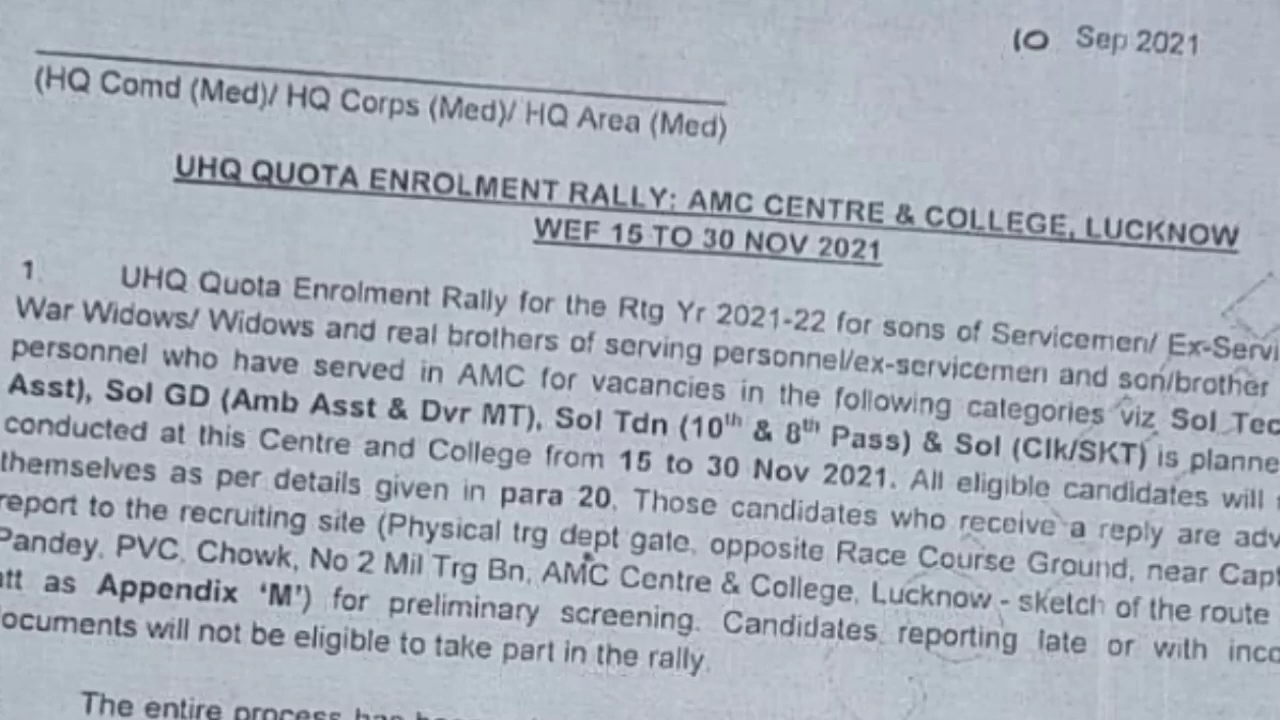 10 Sep 2021
(HQ Comd (Med)/ HQ Corps (Med)/ HQ Area (Med)
UHQ QUOTA ENROLMENT RALLY: AMC CENTRE & COLLEGE, LUCKNOW
WEF 15 TO 30 NOV 2021
1. UHQ Quota Enrolment Rally for the Rtg Yr 2021-22 for sons of Servicemen/ Ex-Servi
War Widows/ Widows and real brothers of serving personnel/ex-servicemen and son/brother
personnel who have served in AMC for vacancies in the following categories viz Sol Tec
Asst), Sol GD (Amb Asst & Dvr MT), Sol Tdn (10th & 8th Pass) & Sol (Clk/SKT) is planne
conducted at this Centre and College from 15 to 30 Nov 2021. All eligible candidates will
themselves as per details given in para 20. Those candidates who receive a reply are adv
report to the recruiting site (Physical trg dept gate, opposite Race Course Ground, near Capt
Pandey, PVC, Chowk, No 2 Mil Trg Bn, AMC Centre & College, Lucknow - sketch of the route
att as Appendix 'M') for preliminary screening. Candidates reporting late or with inco
ocuments will not be eligible to take part in the rally.
The entire process has